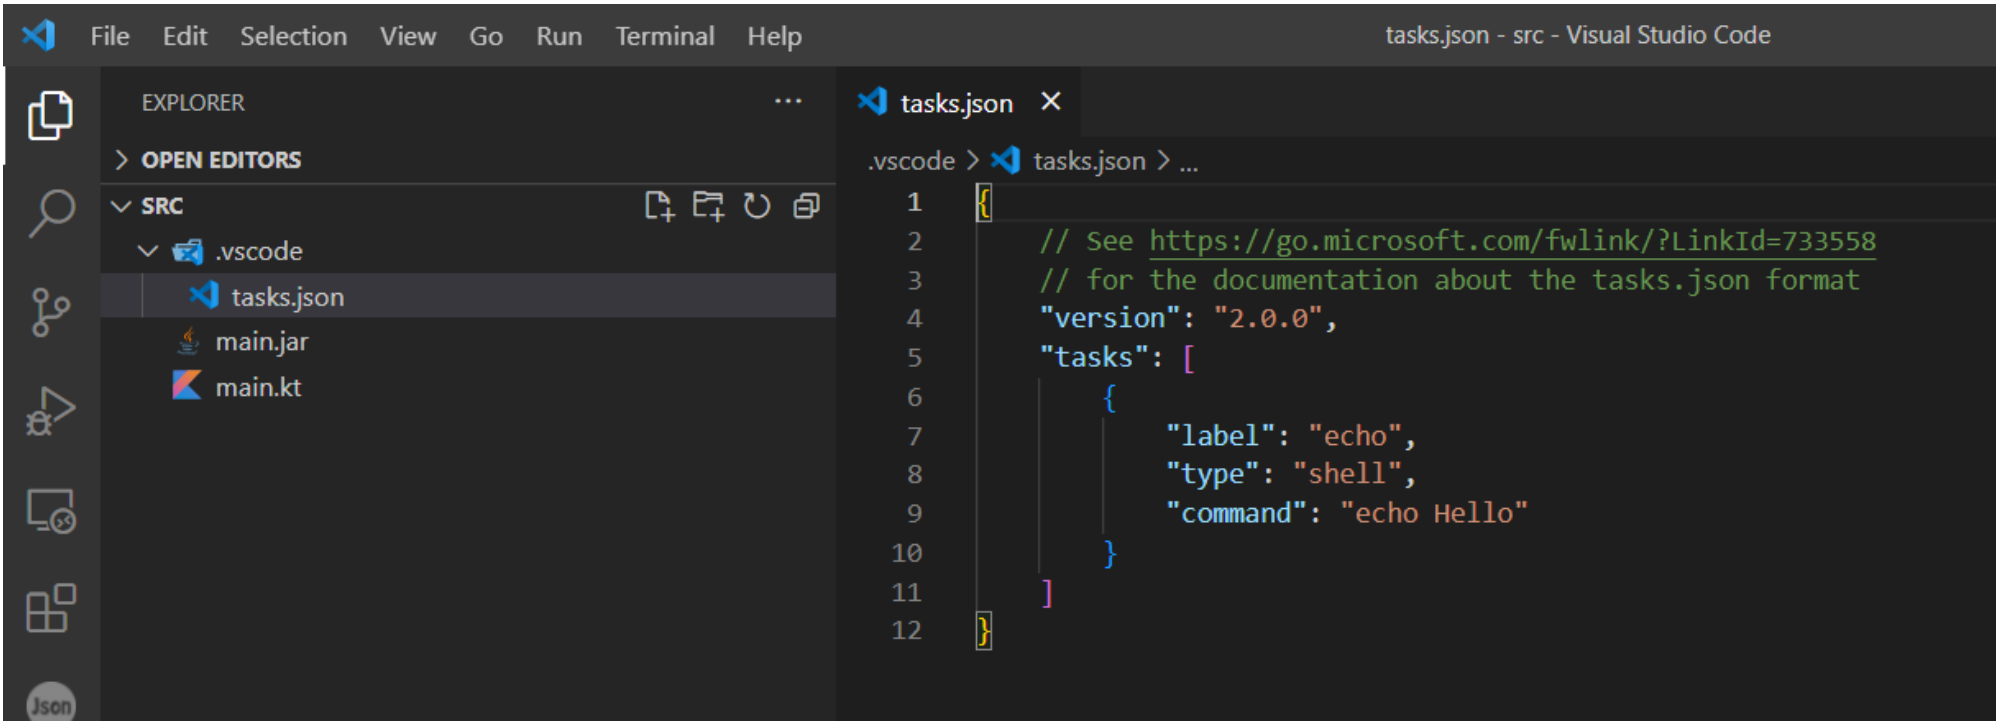 File Edit Selection View Go Run Terminal Help
tasks.json - src - Visual Studio Code
EXPLORER
OPEN EDITORS
SRC
.vscode
tasks.json
main.jar
main.kt
Json
tasks.json
.vscode > tasks.json > ...
1 {
2 // See https://go.microsoft.com/fwlink/?LinkId=733558
3 // for the documentation about the tasks.json format
4 "version": "2.0.0",
5 "tasks": [
6 {
7 "label": "echo",
8 "type": "shell",
9 "command": "echo Hello"
10 }
11 ]
12 }